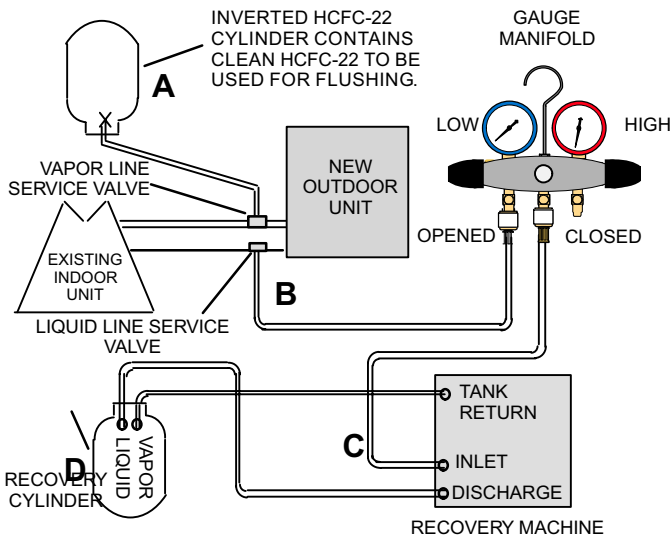 INVERTED HCFC-22
CYLINDER CONTAINS
CLEAN HCFC-22 TO BE
USED FOR FLUSHING.
A
GAUGE
MANIFOLD
LOW
HIGH
VAPOR LINE
SERVICE VALVE
NEW
OUTDOOR
UNIT
OPENED
CLOSED
EXISTING
INDOOR
UNIT
B
LIQUID LINE SERVICE
VALVE
TANK
RETURN
C
INLET
DISCHARGE
D
RECOVERY
CYLINDER
LIQUID
VAPOR
RECOVERY MACHINE